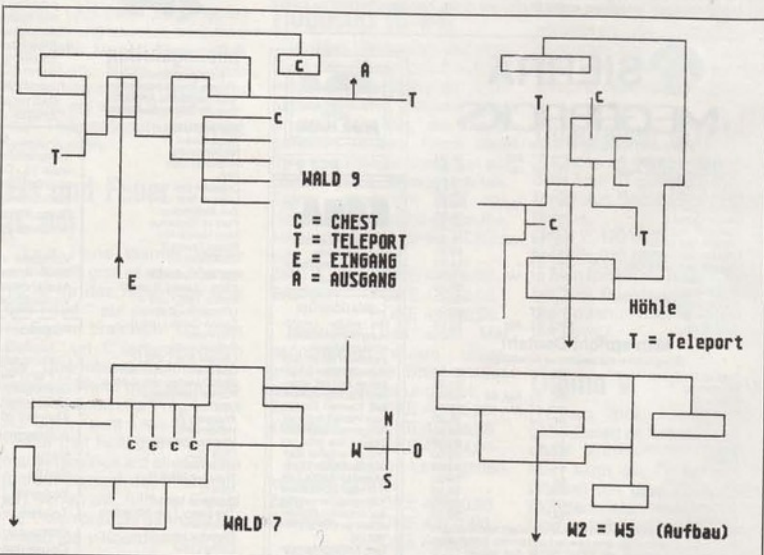 C
A
T
C
T
WALD 9
C = CHEST
T = TELEPORT
E = EINGANG
A = AUSGANG
E
T
C
C
T
Höhle
T = Teleport
C C C C
WALD 7
N
W O
S
W2 = W5 (Aufbau)